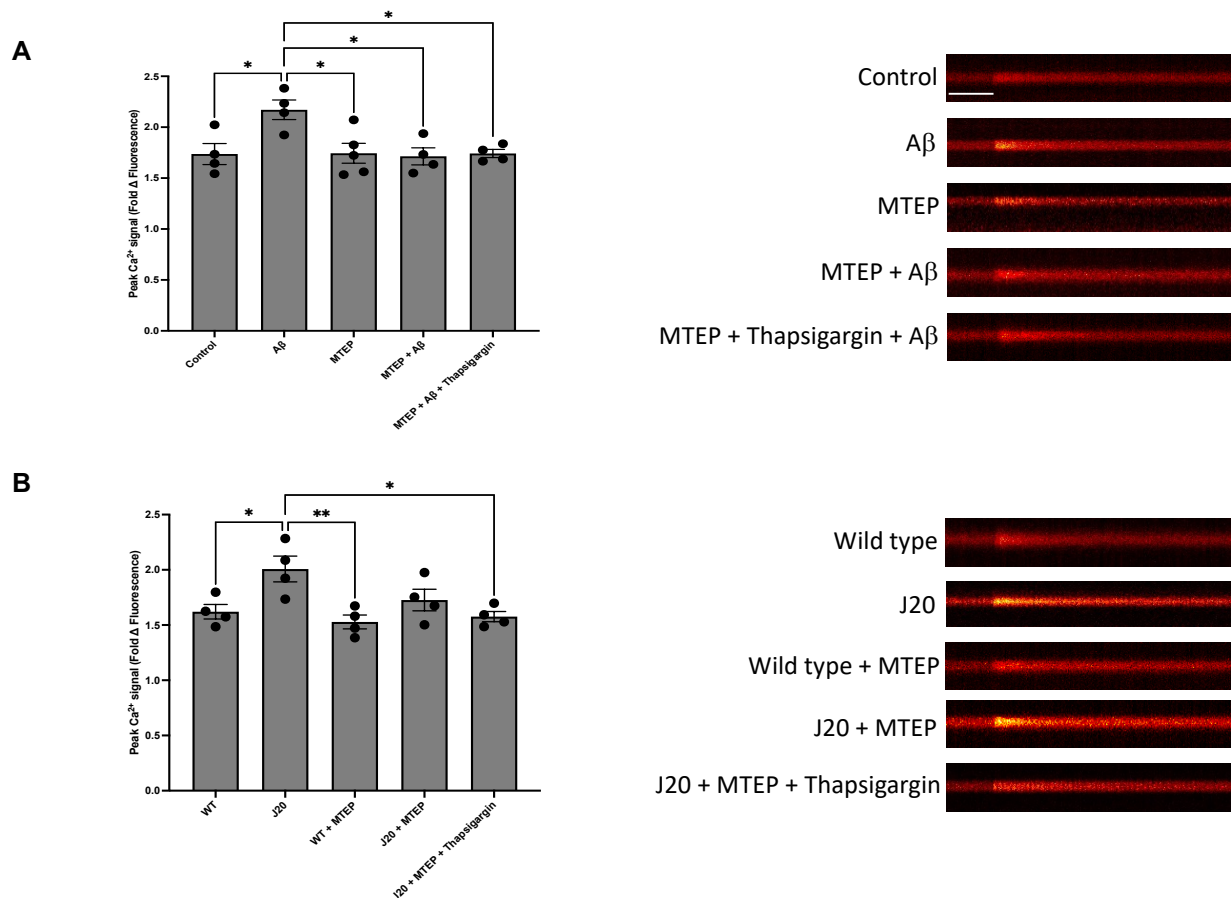 A
*
*
* *
Peak Ca²⁺ signal (Fold Δ Fluorescence)
2.5
2.0
1.5
1.0
0.5
0.0
Control
Aβ
MTEP
MTEP + Aβ
MTEP + Aβ + Thapsigargin
Control
Aβ
MTEP
MTEP + Aβ
MTEP + Thapsigargin + Aβ
B
*
* **
Peak Ca²⁺ signal (Fold Δ Fluorescence)
2.5
2.0
1.5
1.0
0.5
0.0
WT
J20
WT + MTEP
J20 + MTEP
J20 + MTEP + Thapsigargin
Wild type
J20
Wild type + MTEP
J20 + MTEP
J20 + MTEP + Thapsigargin